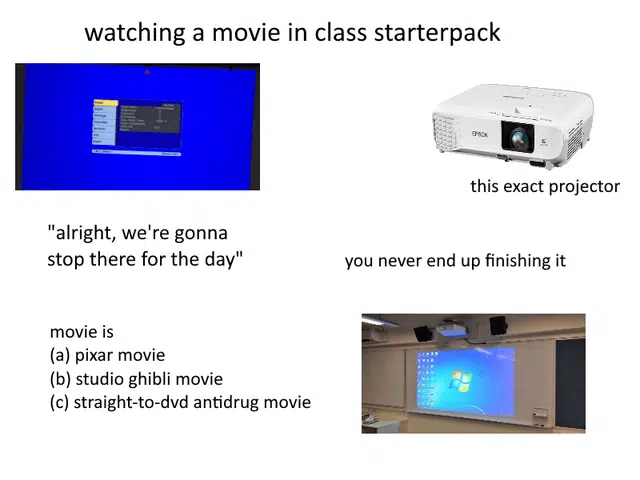 watching a movie in class starterpack
EPSON
this exact projector
"alright, we're gonna
stop there for the day"
you never end up finishing it
movie is
(a) pixar movie
(b) studio ghibli movie
(c) straight-to-dvd antidrug movie